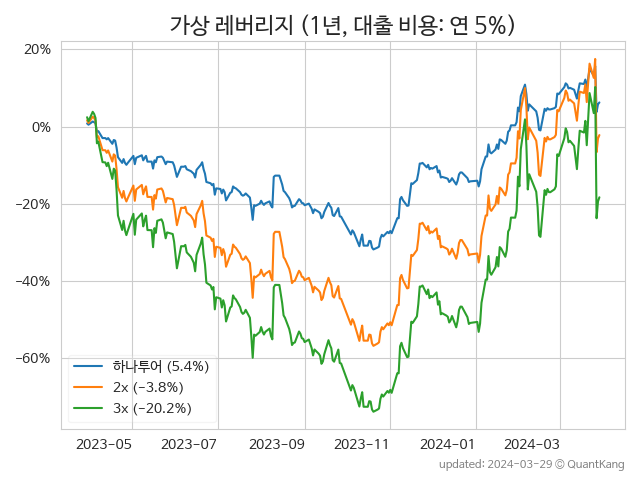 가상 레버리지 (1년, 대출 비용: 연 5%)
20%
0%
−20%
−40%
−60%
하나투어 (5.4%)
2x (−3.8%)
3x (−20.2%)
2023−05 2023−07 2023−09 2023−11 2024−01 2024−03
updated: 2024−03−29 © QuantKang